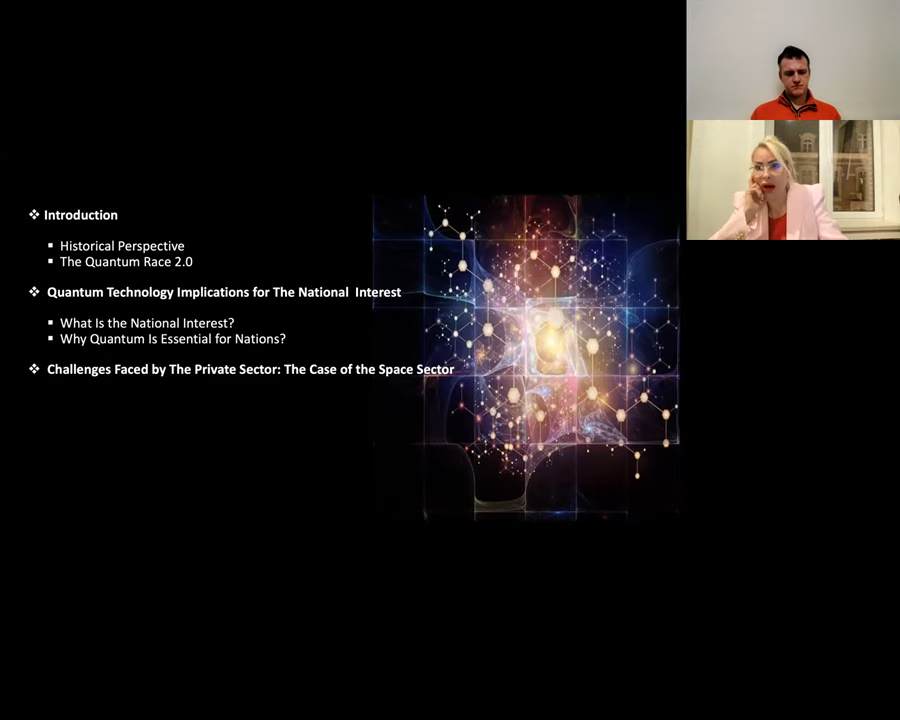 ❖ Introduction
▪ Historical Perspective
▪ The Quantum Race 2.0
❖ Quantum Technology Implications for The National Interest
▪ What Is the National Interest?
▪ Why Quantum Is Essential for Nations?
❖ Challenges Faced by The Private Sector: The Case of the Space Sector